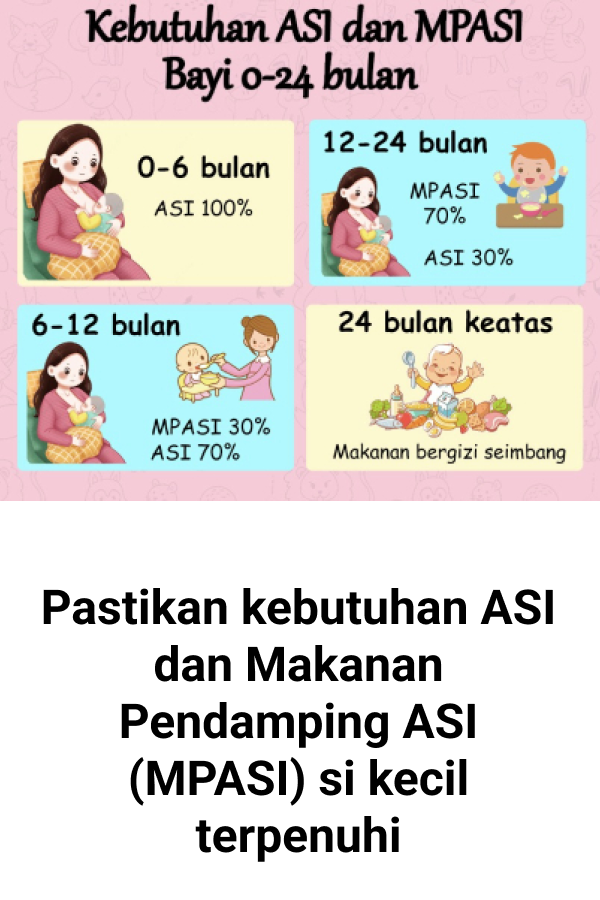 Kebutuhan ASI dan MPASI
Bayi 0-24 bulan
0-6 bulan
ASI 100%
12-24 bulan
MPASI
70%
ASI 30%
6-12 bulan
MPASI 30%
ASI 70%
24 bulan keatas
Makanan bergizi seimbang
Pastikan kebutuhan ASI
dan Makanan
Pendamping ASI
(MPASI) si kecil
terpenuhi